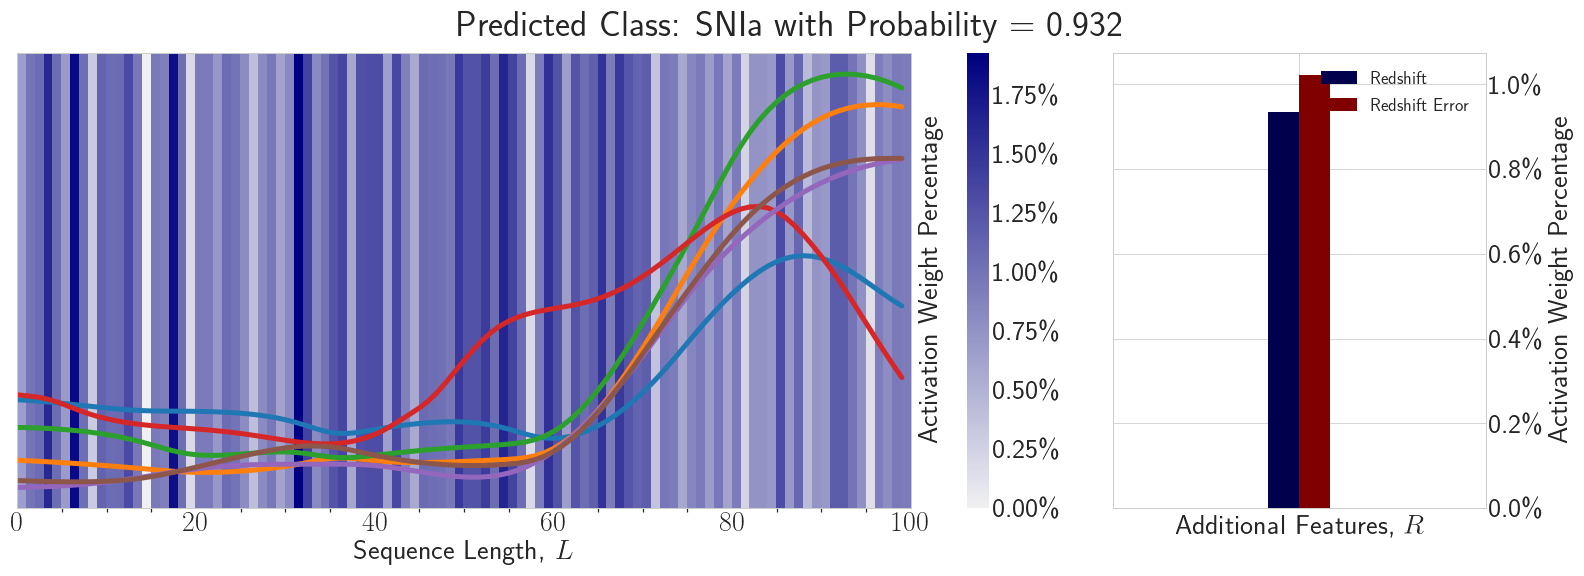 Predicted Class: SNIa with Probability = 0.932
0 20 40 60 80 100
Sequence Length, L
1.75%
1.50%
1.25%
1.00%
0.75%
0.50%
0.25%
0.00%
Activation Weight Percentage
Redshift
Redshift Error
1.0%
0.8%
0.6%
0.4%
0.2%
0.0%
Activation Weight Percentage
Additional Features, R